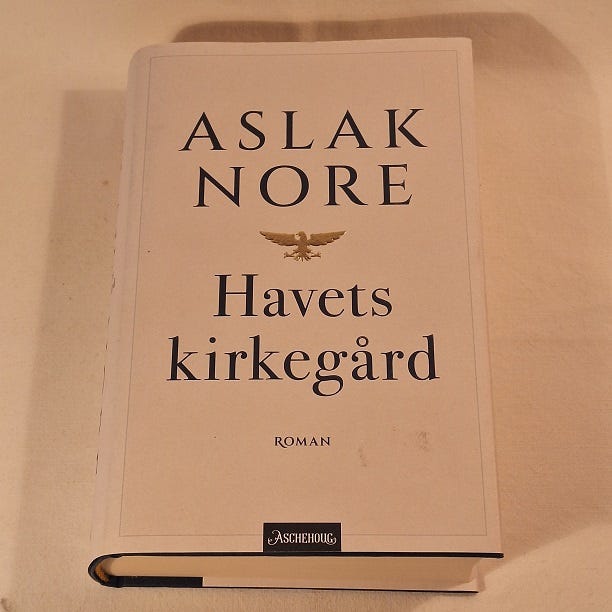 ASLAK
NORE
Havets
kirkegård
ROMAN
ASCHEHOUG